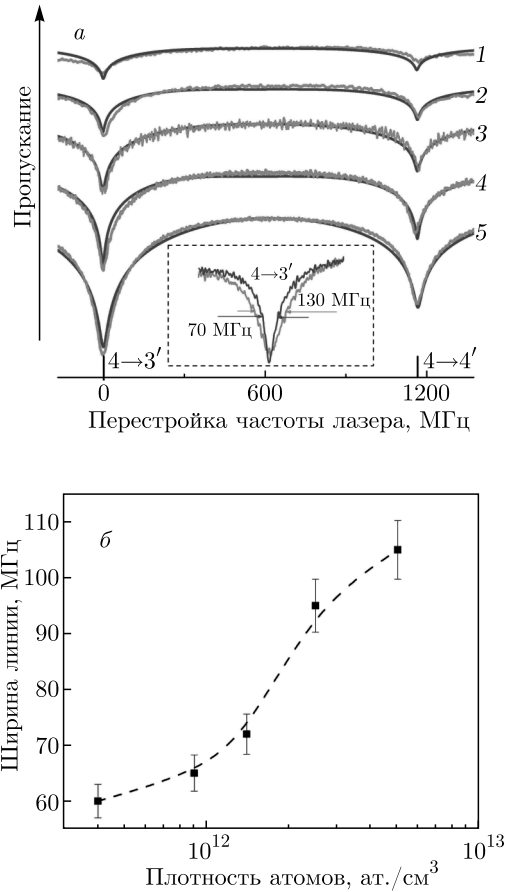 а
Пропускание
1
2
3
4
5
4→3′
130 МГц
70 МГц
4→3′
4→4′
0
600
1200
Перестройка частоты лазера, МГц
б
Ширина линии, МГц
110
100
90
80
70
60
10¹²
10¹³
Плотность атомов, ат./см³